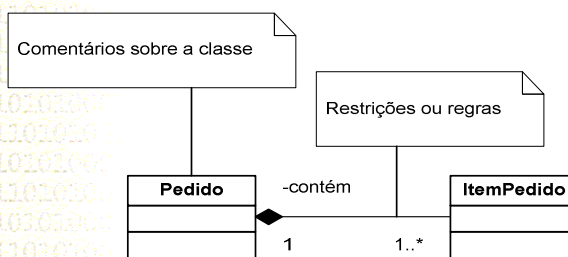 Comentários sobre a classe
Restrições ou regras
Pedido
-contém
ItemPedido
1
1..*